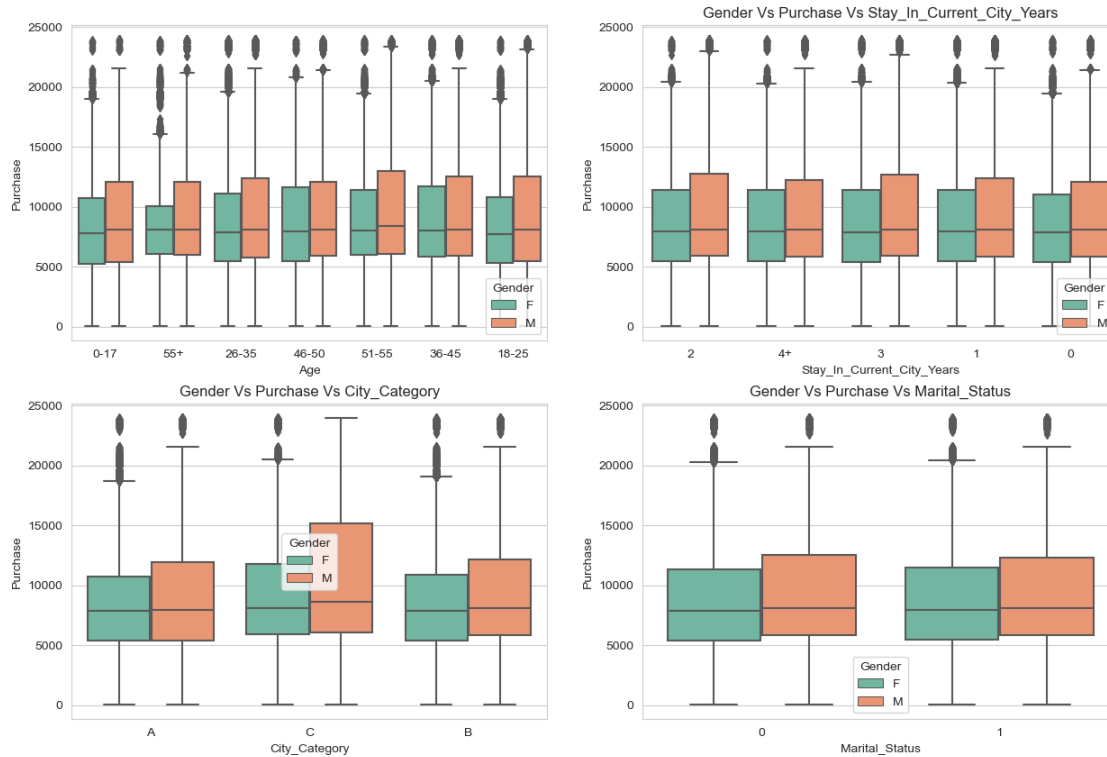 25000
20000
15000
10000
5000
0
Purchase
Gender
F
M
0-17 55+ 26-35 46-50 51-55 36-45 18-25
Age
Gender Vs Purchase Vs Stay_In_Current_City_Years
25000
20000
15000
10000
5000
0
Purchase
Gender
F
M
2 4+ 3 1 0
Stay_In_Current_City_Years
Gender Vs Purchase Vs City_Category
25000
20000
15000
10000
5000
0
Purchase
Gender
F
M
A C B
City_Category
Gender Vs Purchase Vs Marital_Status
25000
20000
15000
10000
5000
0
Purchase
Gender
F
M
0 1
Marital_Status